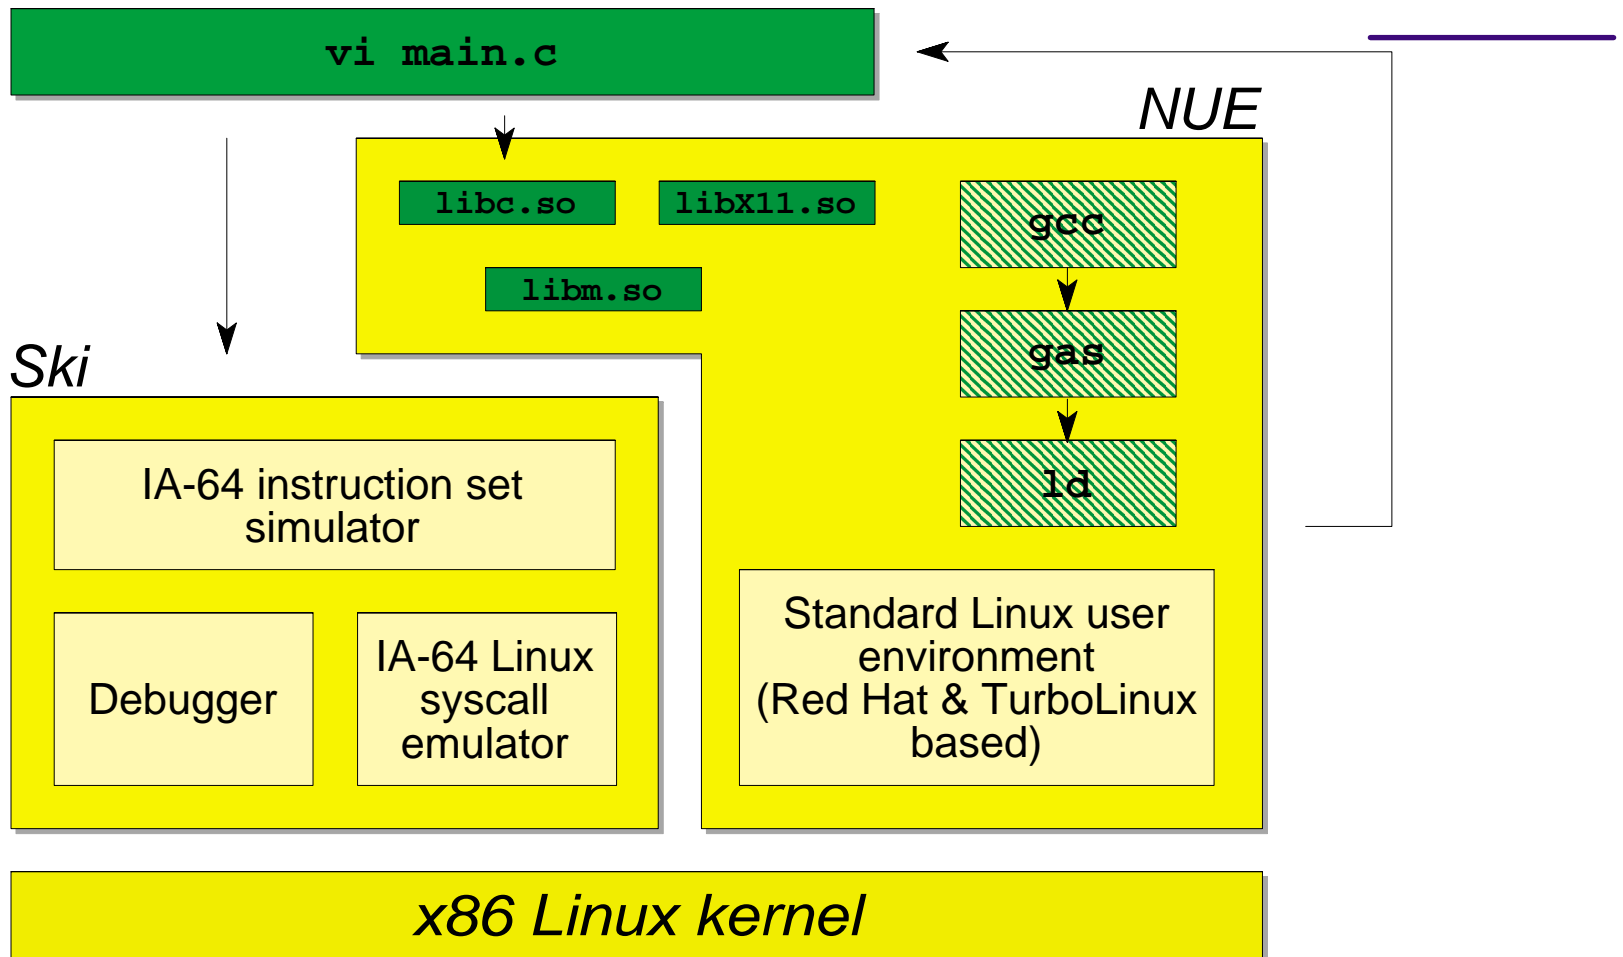 vi main.c
NUE
libc.so
libX11.so
gcc
libm.so
gas
ld
Ski
IA-64 instruction set
simulator
Debugger
IA-64 Linux
syscall
emulator
Standard Linux user
environment
(Red Hat & TurboLinux
based)
x86 Linux kernel